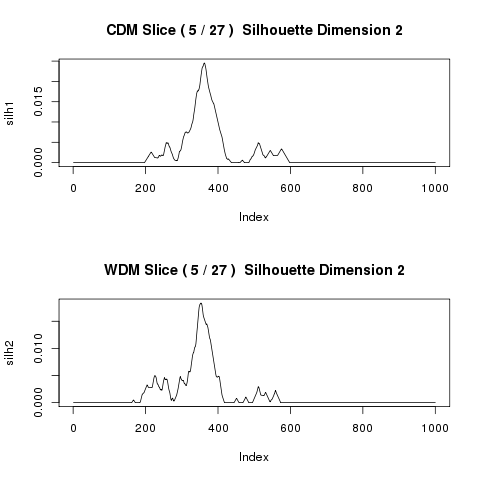 CDM Slice ( 5 / 27 )  Silhouette Dimension 2
silh1
0.015
0.000
0 200 400 600 800 1000
Index
WDM Slice ( 5 / 27 )  Silhouette Dimension 2
silh2
0.010
0.000
0 200 400 600 800 1000
Index